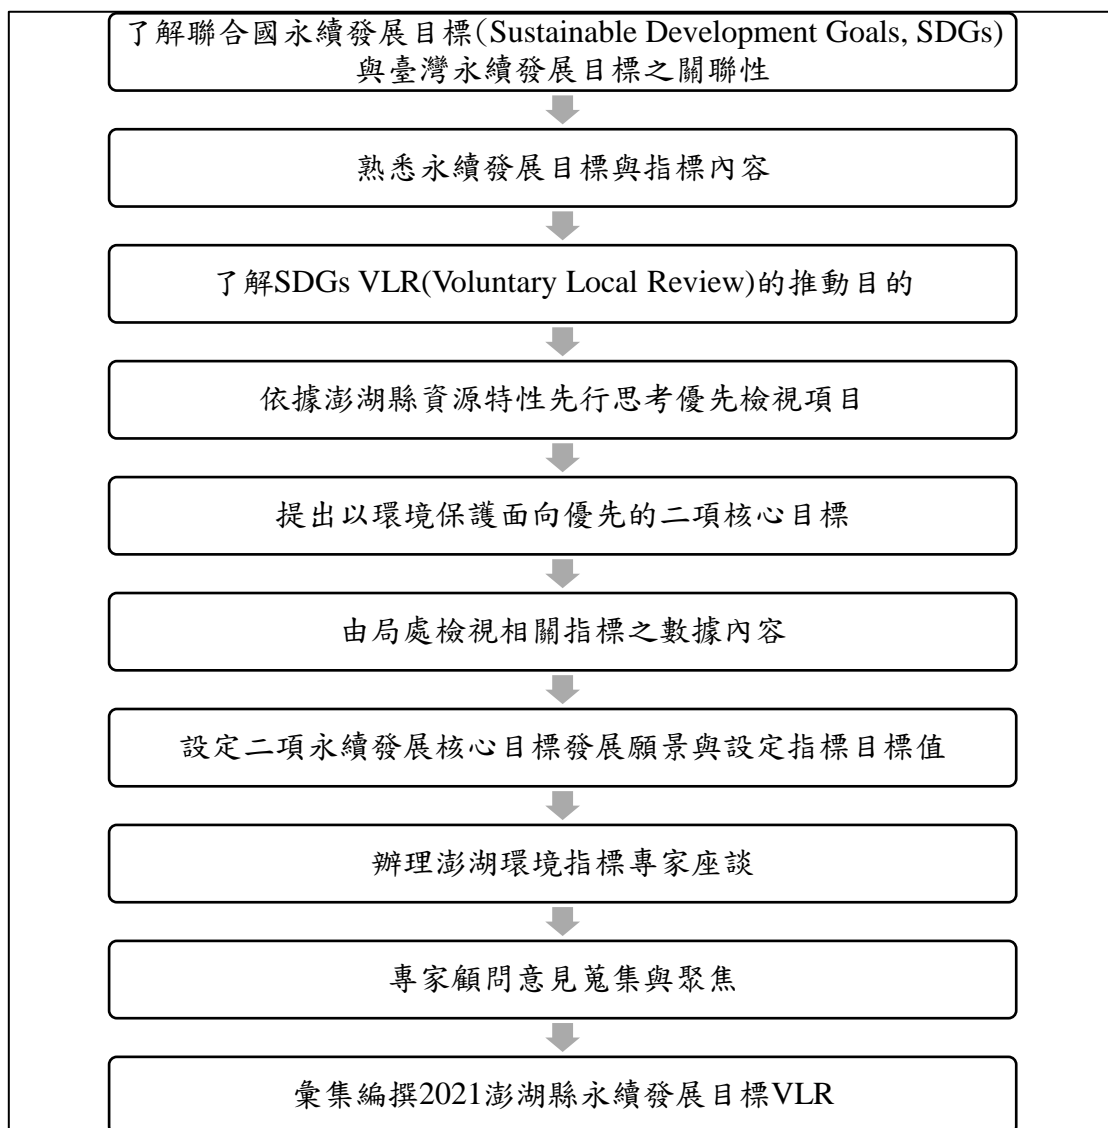 了解聯合國永續發展目標(Sustainable Development Goals, SDGs)
與臺灣永續發展目標之關聯性
熟悉永續發展目標與指標內容
了解SDGs VLR(Voluntary Local Review)的推動目的
依據澎湖縣資源特性先行思考優先檢視項目
提出以環境保護面向優先的二項核心目標
由局處檢視相關指標之數據內容
設定二項永續發展核心目標發展願景與設定指標目標值
辦理澎湖環境指標專家座談
專家顧問意見蒐集與聚焦
彙集編撰2021澎湖縣永續發展目標VLR